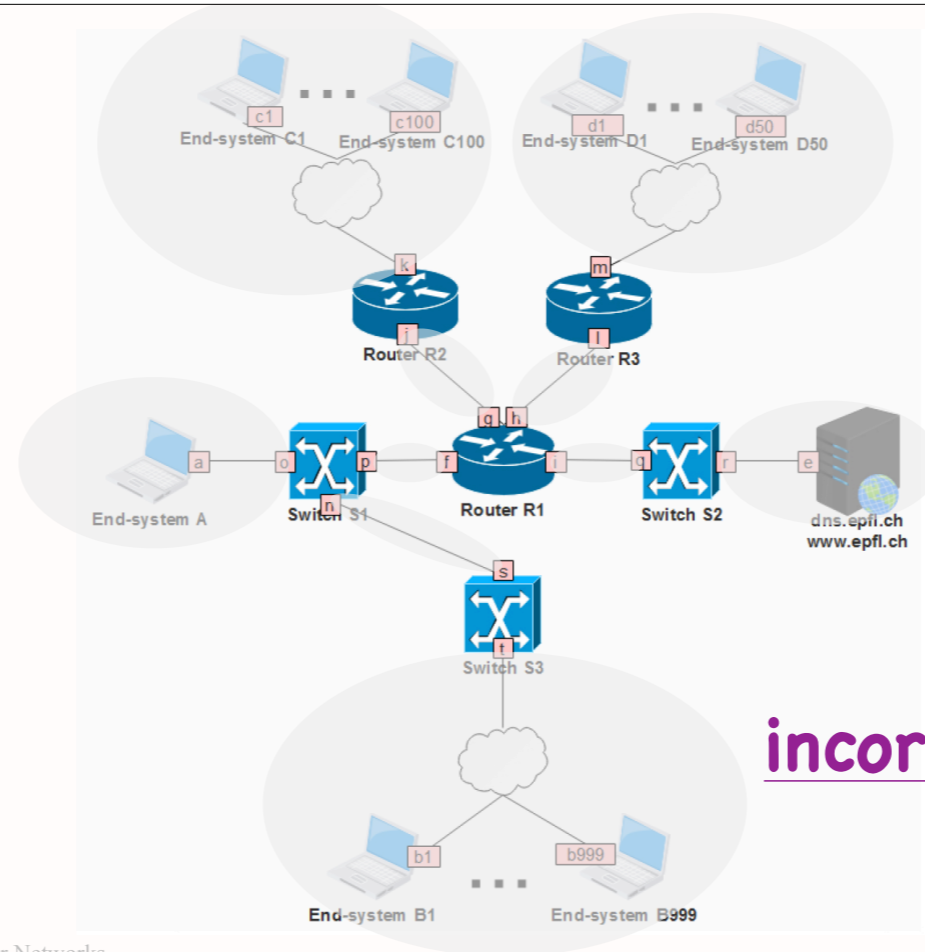 c1
c100
d1
d50
End-system C1
End-system C100
End-system D1
End-system D50
k
m
j
l
Router R2
Router R3
g
h
a
o
p
f
i
q
r
e
n
End-system A
Switch S1
Router R1
Switch S2
dns.epfl.ch
www.epfl.ch
s
t
Switch S3
incor
b1
b999
End-system B1
End-system B999
r Networks